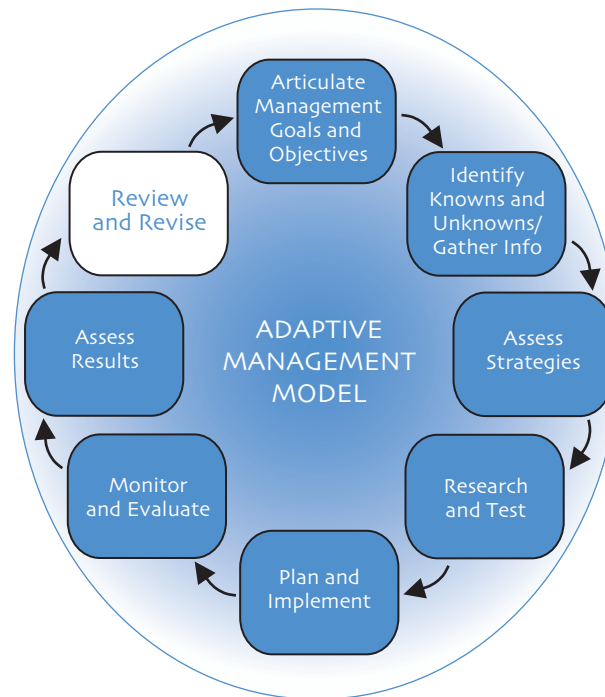 Articulate
Management
Goals and
Objectives
Identify
Knowns and
Unknowns/
Gather Info
Assess
Strategies
Research
and Test
Plan and
Implement
Monitor
and Evaluate
Assess
Results
Review
and Revise
ADAPTIVE
MANAGEMENT
MODEL